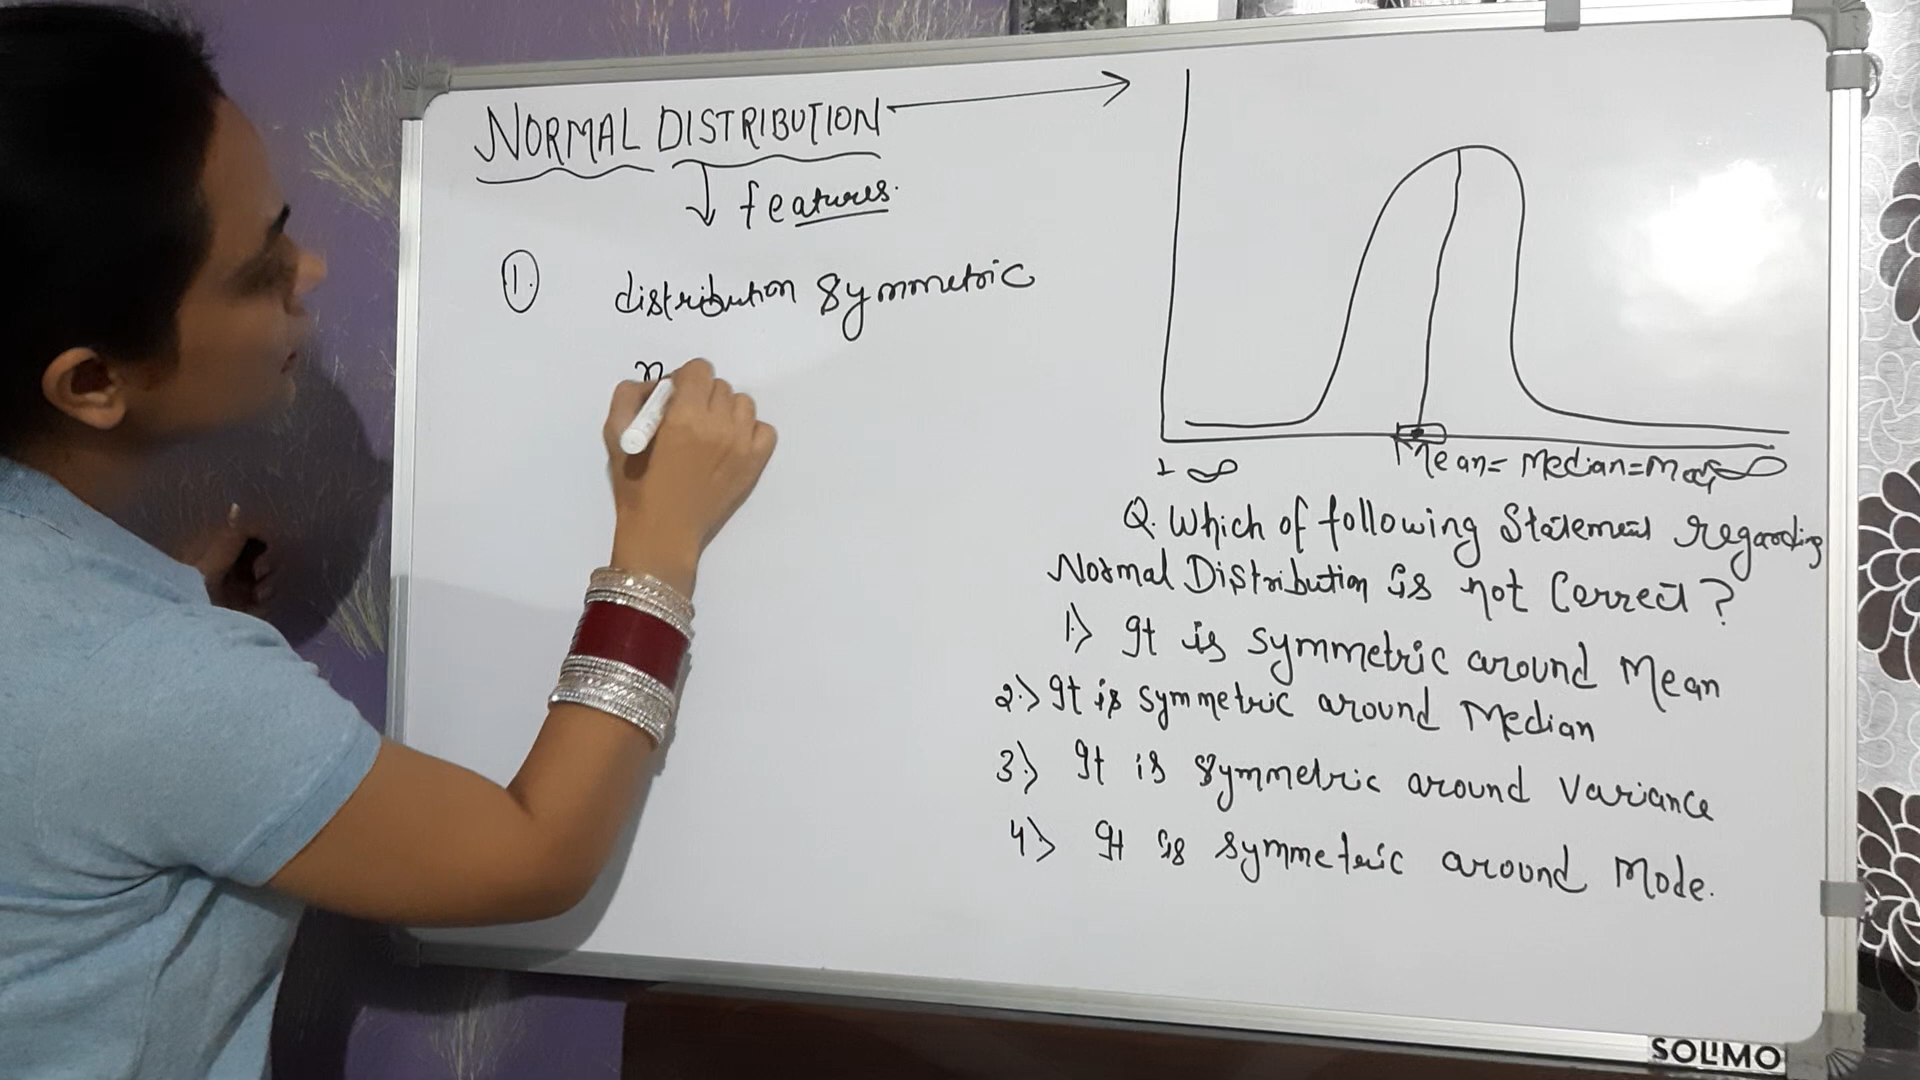 NORMAL DISTRIBUTION
features.
1. distribution symmetric
∞
Mean = Median =
∞
Q. Which of following Statement regarding
Normal Distribution is not Correct?
1.) It is symmetric around Mean
2.) It is symmetric around Median
3.) It is symmetric around Variance
4.) It is symmetric around Mode.
SOLIMO